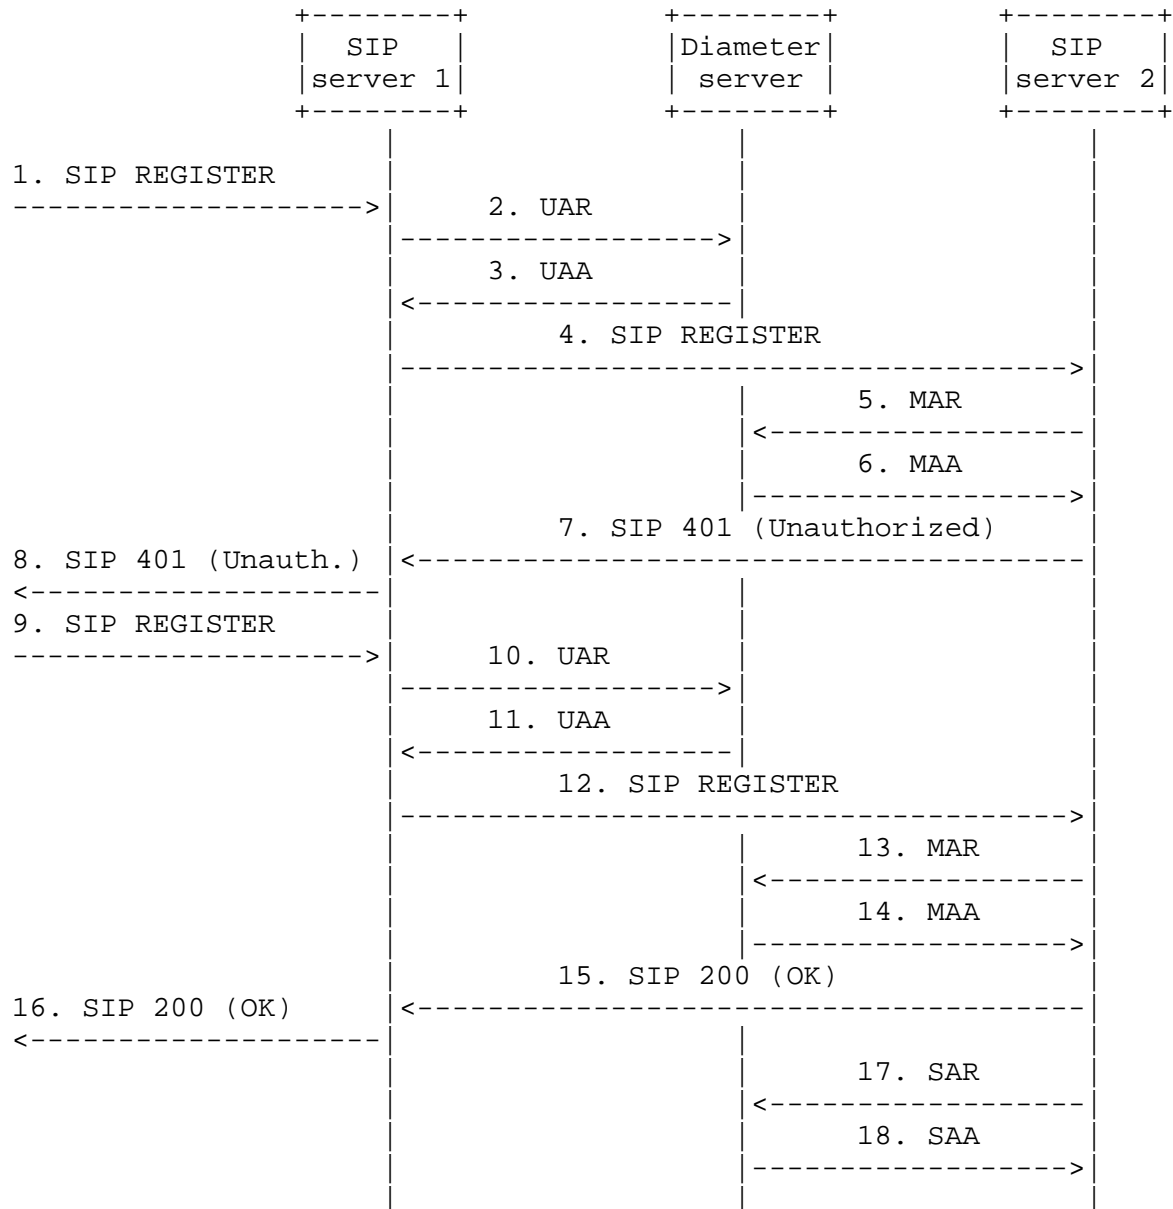 SIP Diameter SIP
server 1 server server 2
1. SIP REGISTER
2. UAR
3. UAA
4. SIP REGISTER
5. MAR
6. MAA
7. SIP 401 (Unauthorized)
8. SIP 401 (Unauth.)
9. SIP REGISTER
10. UAR
11. UAA
12. SIP REGISTER
13. MAR
14. MAA
15. SIP 200 (OK)
16. SIP 200 (OK)
17. SAR
18. SAA